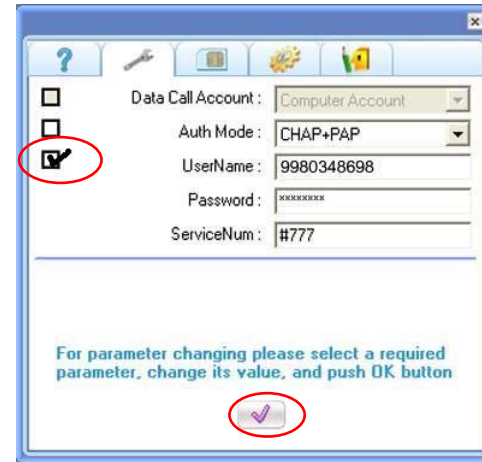 Data Call Account : Computer Account
Auth Mode : CHAP+PAP
UserName : 9980348698
Password : ××××××××
ServiceNum : #777
For parameter changing please select a required
parameter, change its value, and push OK button